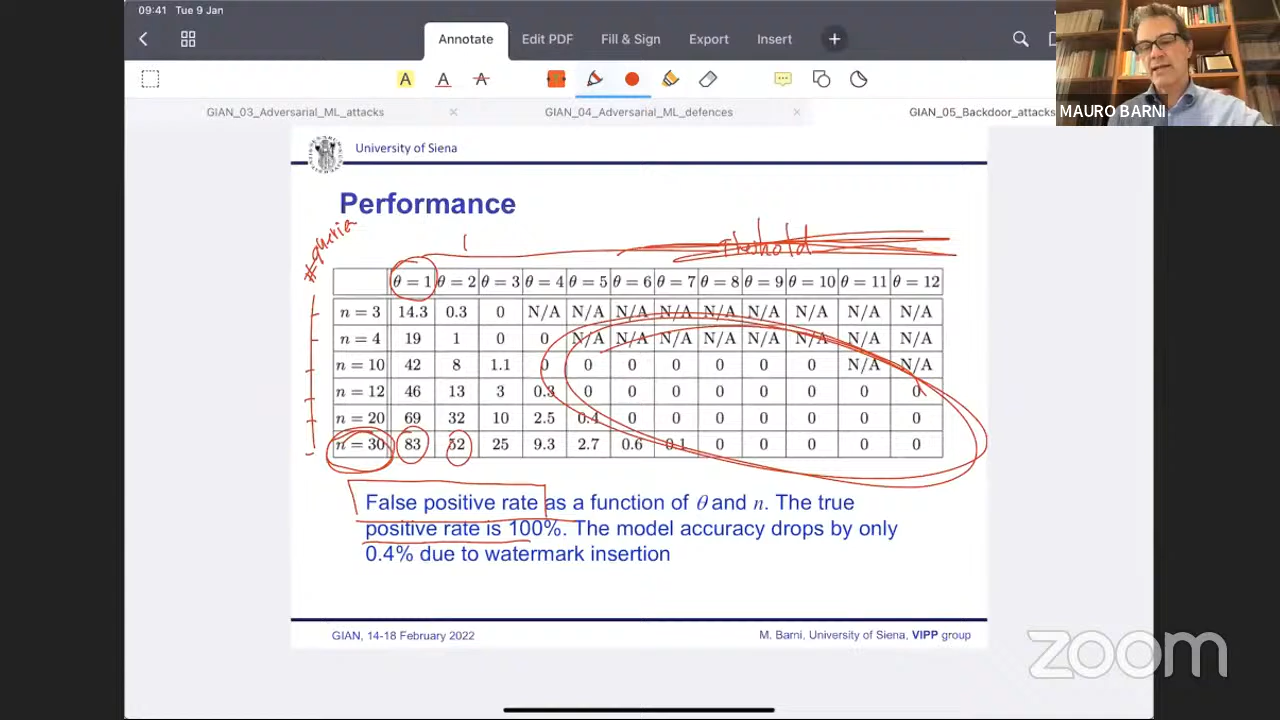 09:41 Tue 9 Jan
Annotate Edit PDF Fill & Sign Export Insert
GIAN_03_Adversarial_ML_attacks GIAN_04_Adversarial_ML_defences GIAN_05_Backdoor_attacks
MAURO BARNI
University of Siena
Performance
θ = 1 θ = 2 θ = 3 θ = 4 θ = 5 θ = 6 θ = 7 θ = 8 θ = 9 θ = 10 θ = 11 θ = 12
n = 3 14.3 0.3 0 N/A N/A N/A N/A N/A N/A N/A N/A N/A
n = 4 19 1 0 0 N/A N/A N/A N/A N/A N/A N/A N/A
n = 10 42 8 1.1 0 0 0 0 0 0 0 N/A N/A
n = 12 46 13 3 0.3 0 0 0 0 0 0 0 0
n = 20 69 32 10 2.5 0.4 0 0 0 0 0 0 0
n = 30 83 52 25 9.3 2.7 0.6 0.1 0 0 0 0 0
False positive rate as a function of θ and n. The true
positive rate is 100%. The model accuracy drops by only
0.4% due to watermark insertion
GIAN, 14-18 February 2022 M. Barni, University of Siena, VIPP group
zoom